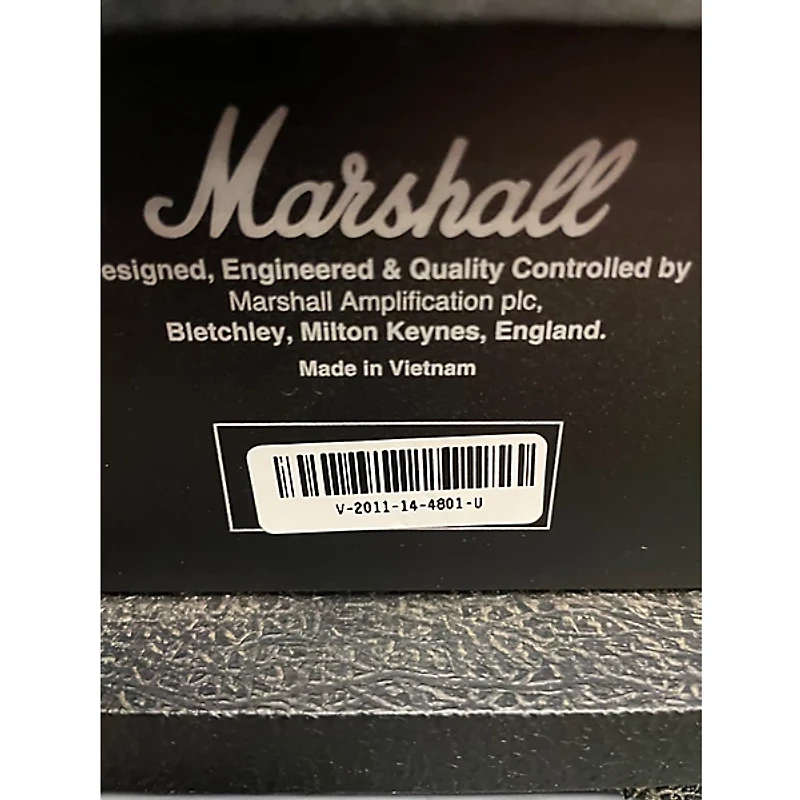 Marshall
esigned, Engineered & Quality Controlled by
Marshall Amplification plc,
Bletchley, Milton Keynes, England.
Made in Vietnam
V-2011-14-4801-U